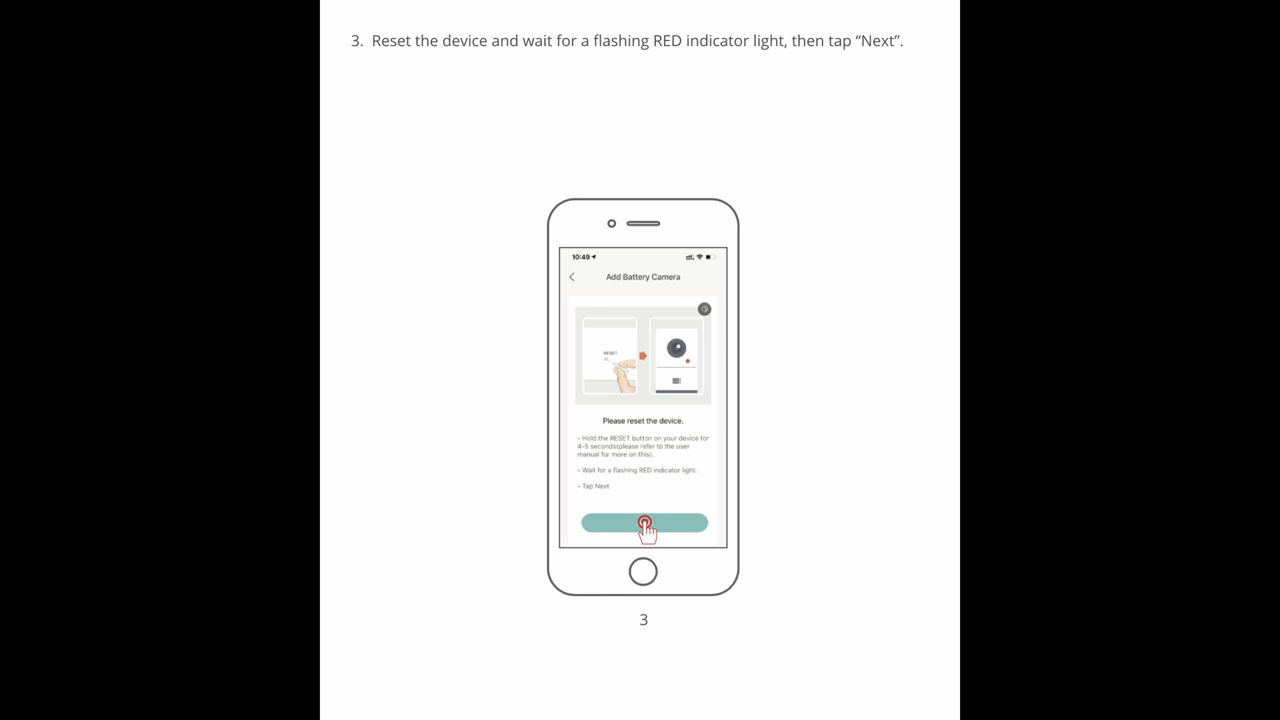 3. Reset the device and wait for a flashing RED indicator light, then tap “Next”.
10:49
Add Battery Camera
RESET
Please reset the device.
• Hold the RESET button on your device for
4-5 seconds(please refer to the user
manual for more on this).
• Wait for a flashing RED indicator light.
• Tap Next
3